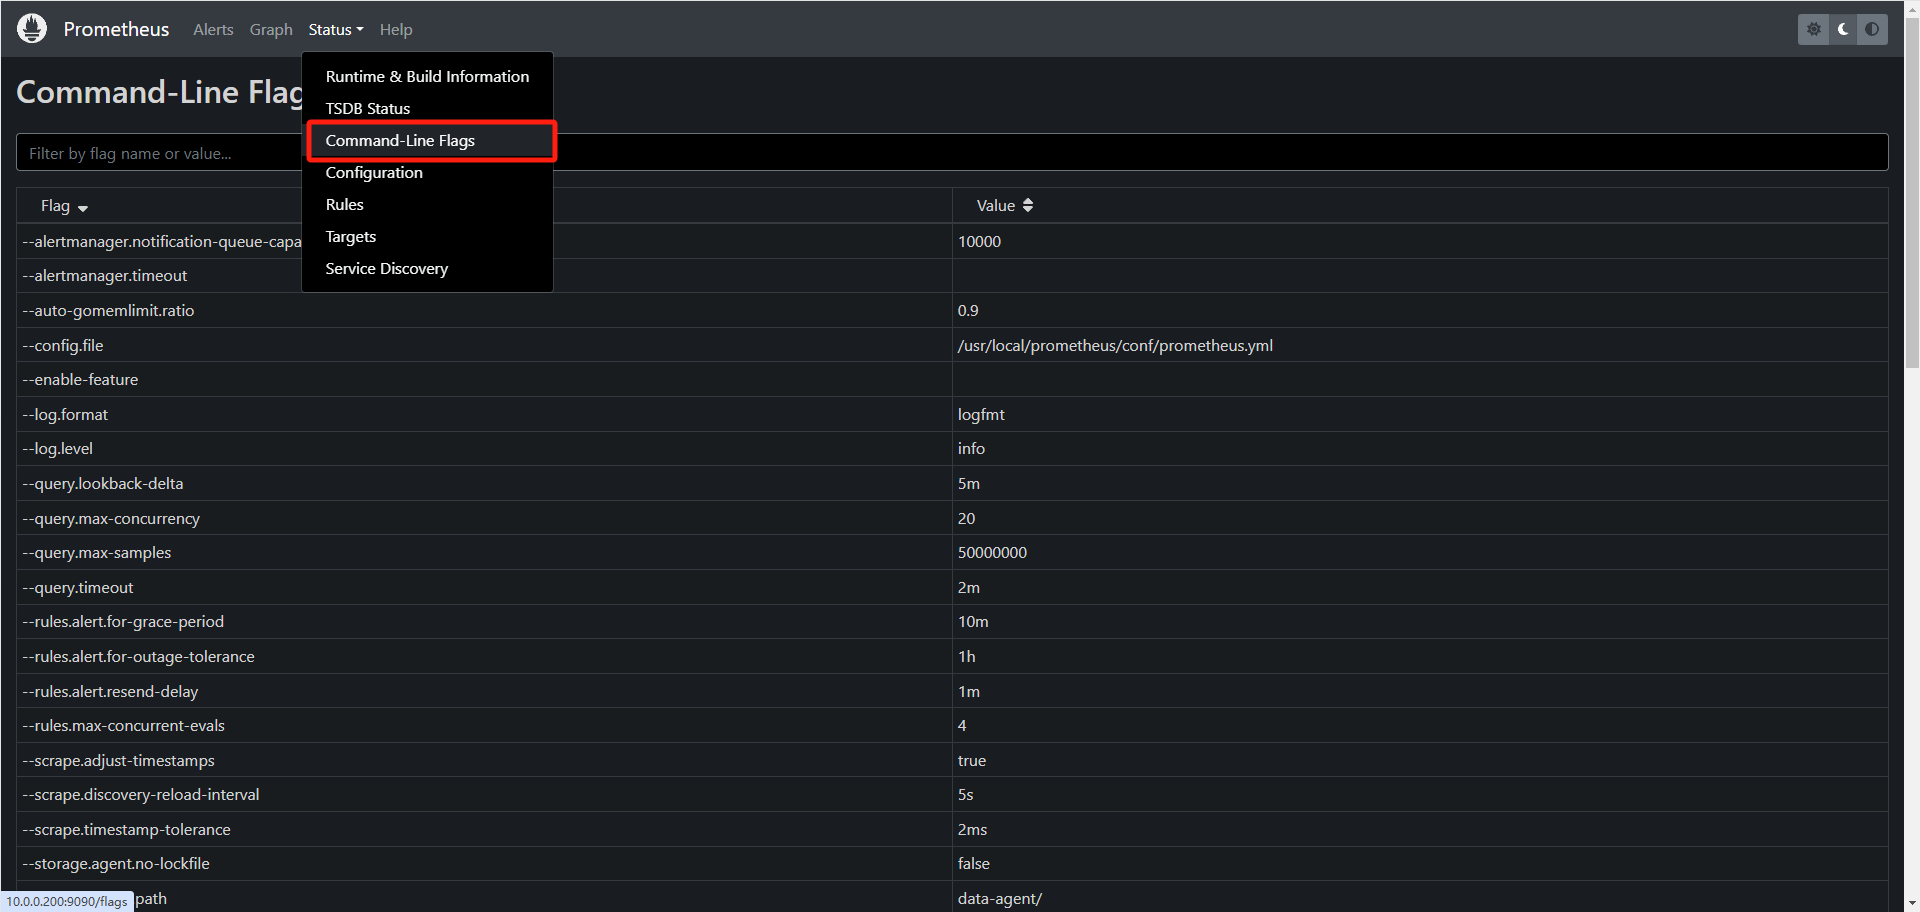 Prometheus Alerts Graph Status Help
Runtime & Build Information
TSDB Status
Command-Line Flags
Configuration
Rules
Targets
Service Discovery
Command-Line Flag
Filter by flag name or value...
Flag Value
--alertmanager.notification-queue-capa 10000
--alertmanager.timeout
--auto-gomemlimit.ratio 0.9
--config.file /usr/local/prometheus/conf/prometheus.yml
--enable-feature
--log.format logfmt
--log.level info
--query.lookback-delta 5m
--query.max-concurrency 20
--query.max-samples 50000000
--query.timeout 2m
--rules.alert.for-grace-period 10m
--rules.alert.for-outage-tolerance 1h
--rules.alert.resend-delay 1m
--rules.max-concurrent-evals 4
--scrape.adjust-timestamps true
--scrape.discovery-reload-interval 5s
--scrape.timestamp-tolerance 2ms
--storage.agent.no-lockfile false
path data-agent/
10.0.0.200:9090/flags